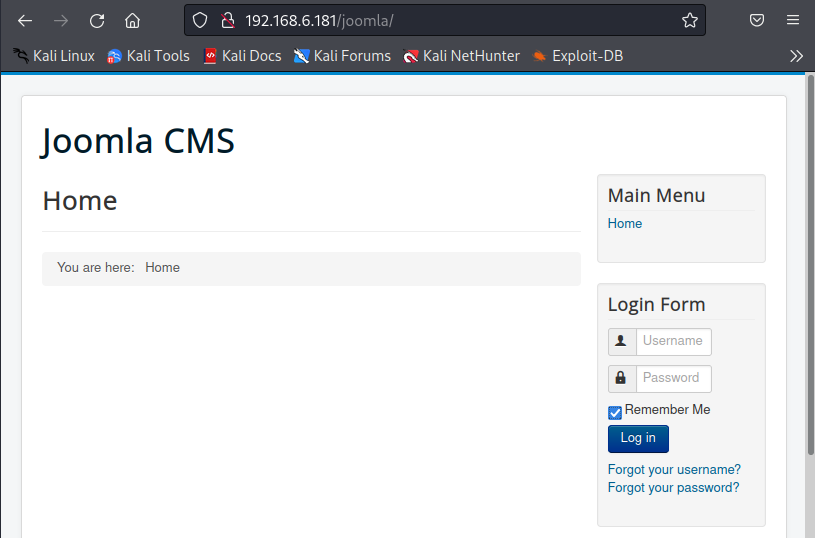 192.168.6.181/joomla/
Kali Linux Kali Tools Kali Docs Kali Forums Kali NetHunter Exploit-DB
Joomla CMS
Home
You are here: Home
Main Menu
Home
Login Form
Username
Password
Remember Me
Log in
Forgot your username?
Forgot your password?